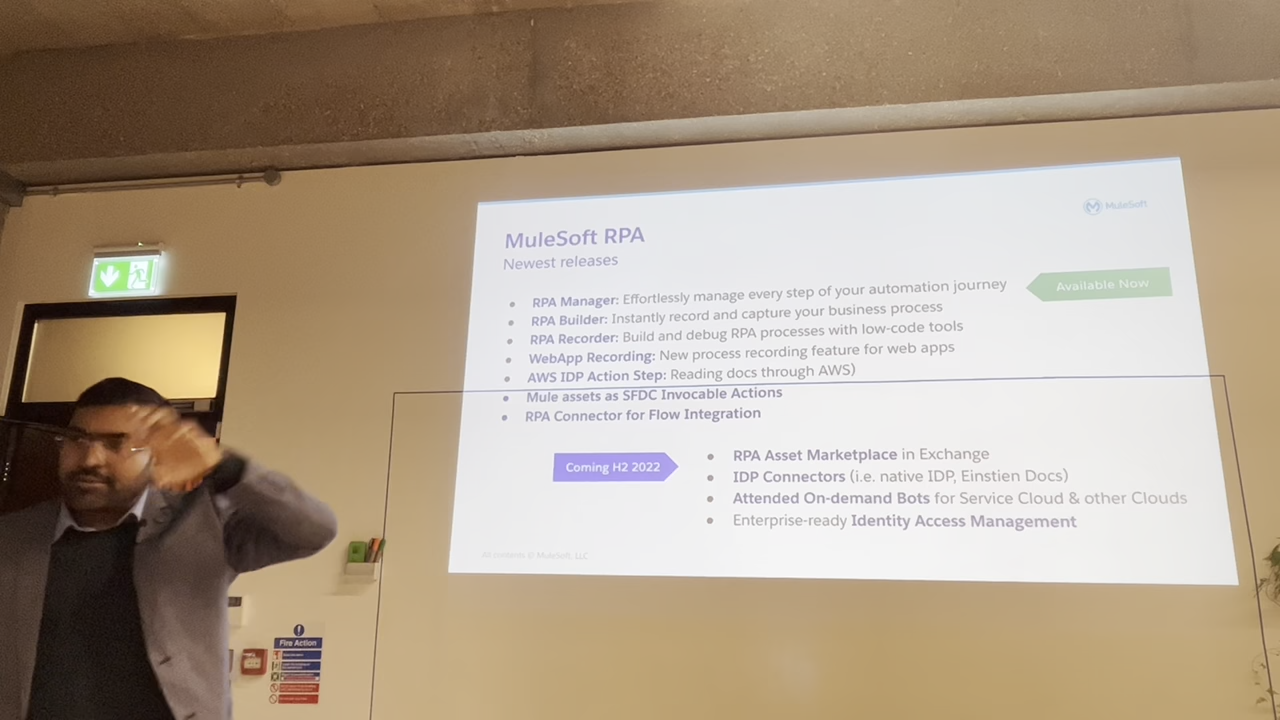 MuleSoft
MuleSoft RPA
Newest releases
• RPA Manager: Effortlessly manage every step of your automation journey
Available Now
• RPA Builder: Instantly record and capture your business process
• RPA Recorder: Build and debug RPA processes with low-code tools
• WebApp Recording: New process recording feature for web apps
• AWS IDP Action Step: Reading docs through AWS)
• Mule assets as SFDC Invocable Actions
• RPA Connector for Flow Integration
Coming H2 2022
• RPA Asset Marketplace in Exchange
• IDP Connectors (i.e. native IDP, Einstien Docs)
• Attended On-demand Bots for Service Cloud & other Clouds
• Enterprise-ready Identity Access Management
All contents © MuleSoft, LLC
Fire Action